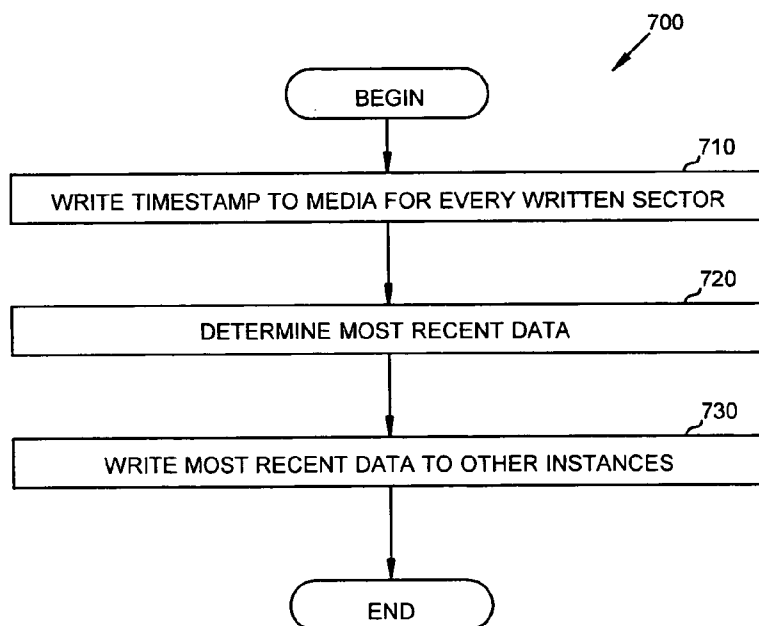 700
BEGIN
710
WRITE TIMESTAMP TO MEDIA FOR EVERY WRITTEN SECTOR
720
DETERMINE MOST RECENT DATA
730
WRITE MOST RECENT DATA TO OTHER INSTANCES
END